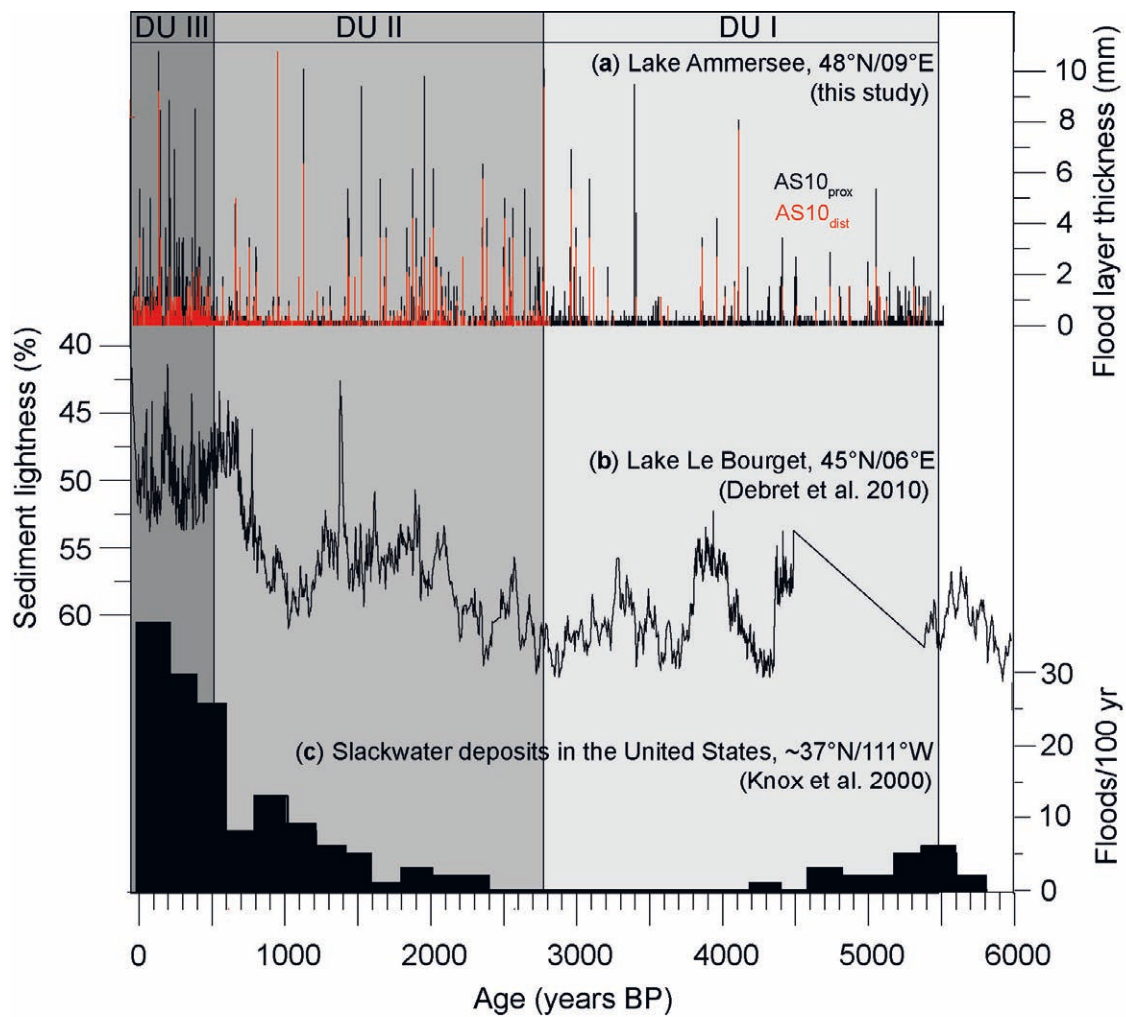 DU III
DU II
DU I
(a) Lake Ammersee, 48°N/09°E
(this study)
AS10prox
AS10dist
10
8
6
4
2
0
Flood layer thickness (mm)
40
45
50
55
60
Sediment lightness (%)
(b) Lake Le Bourget, 45°N/06°E
(Debret et al. 2010)
(c) Slackwater deposits in the United States, ~37°N/111°W
(Knox et al. 2000)
30
20
10
0
Floods/100 yr
0 1000 2000 3000 4000 5000 6000
Age (years BP)